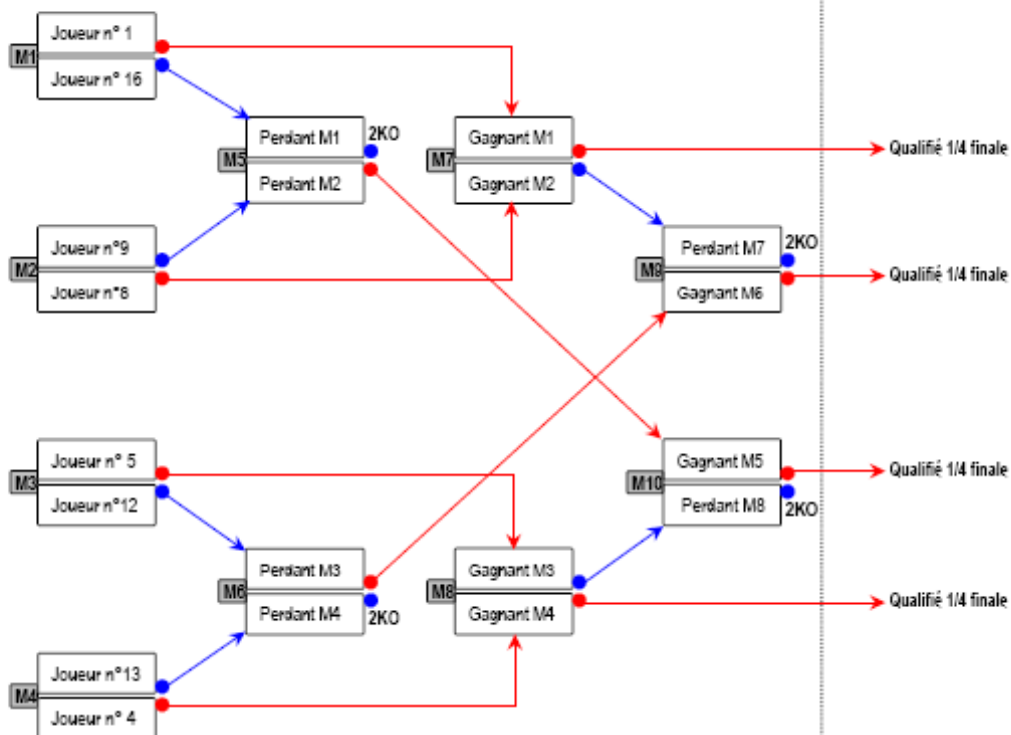 M1
Joueur n° 1
Joueur n° 16
M5
Perdant M1
Perdant M2
2KO
M7
Gagnant M1
Gagnant M2
Qualifié 1/4 finale
M2
Joueur n°9
Joueur n°8
M9
Perdant M7
Gagnant M6
2KO
Qualifié 1/4 finale
M3
Joueur n° 5
Joueur n°12
M10
Gagnant M5
Perdant M8
2KO
Qualifié 1/4 finale
M6
Perdant M3
Perdant M4
2KO
M8
Gagnant M3
Gagnant M4
Qualifié 1/4 finale
M4
Joueur n°13
Joueur n° 4